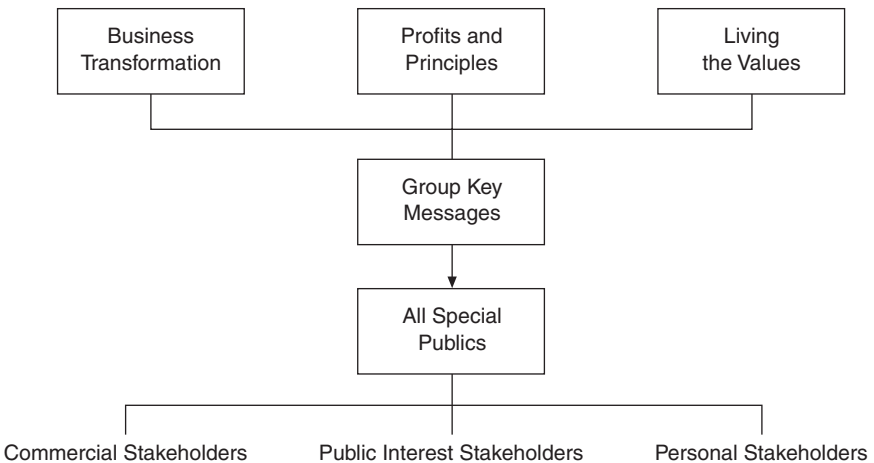 Business
Transformation
Profits and
Principles
Living
the Values
Group Key
Messages
All Special
Publics
Commercial Stakeholders
Public Interest Stakeholders
Personal Stakeholders